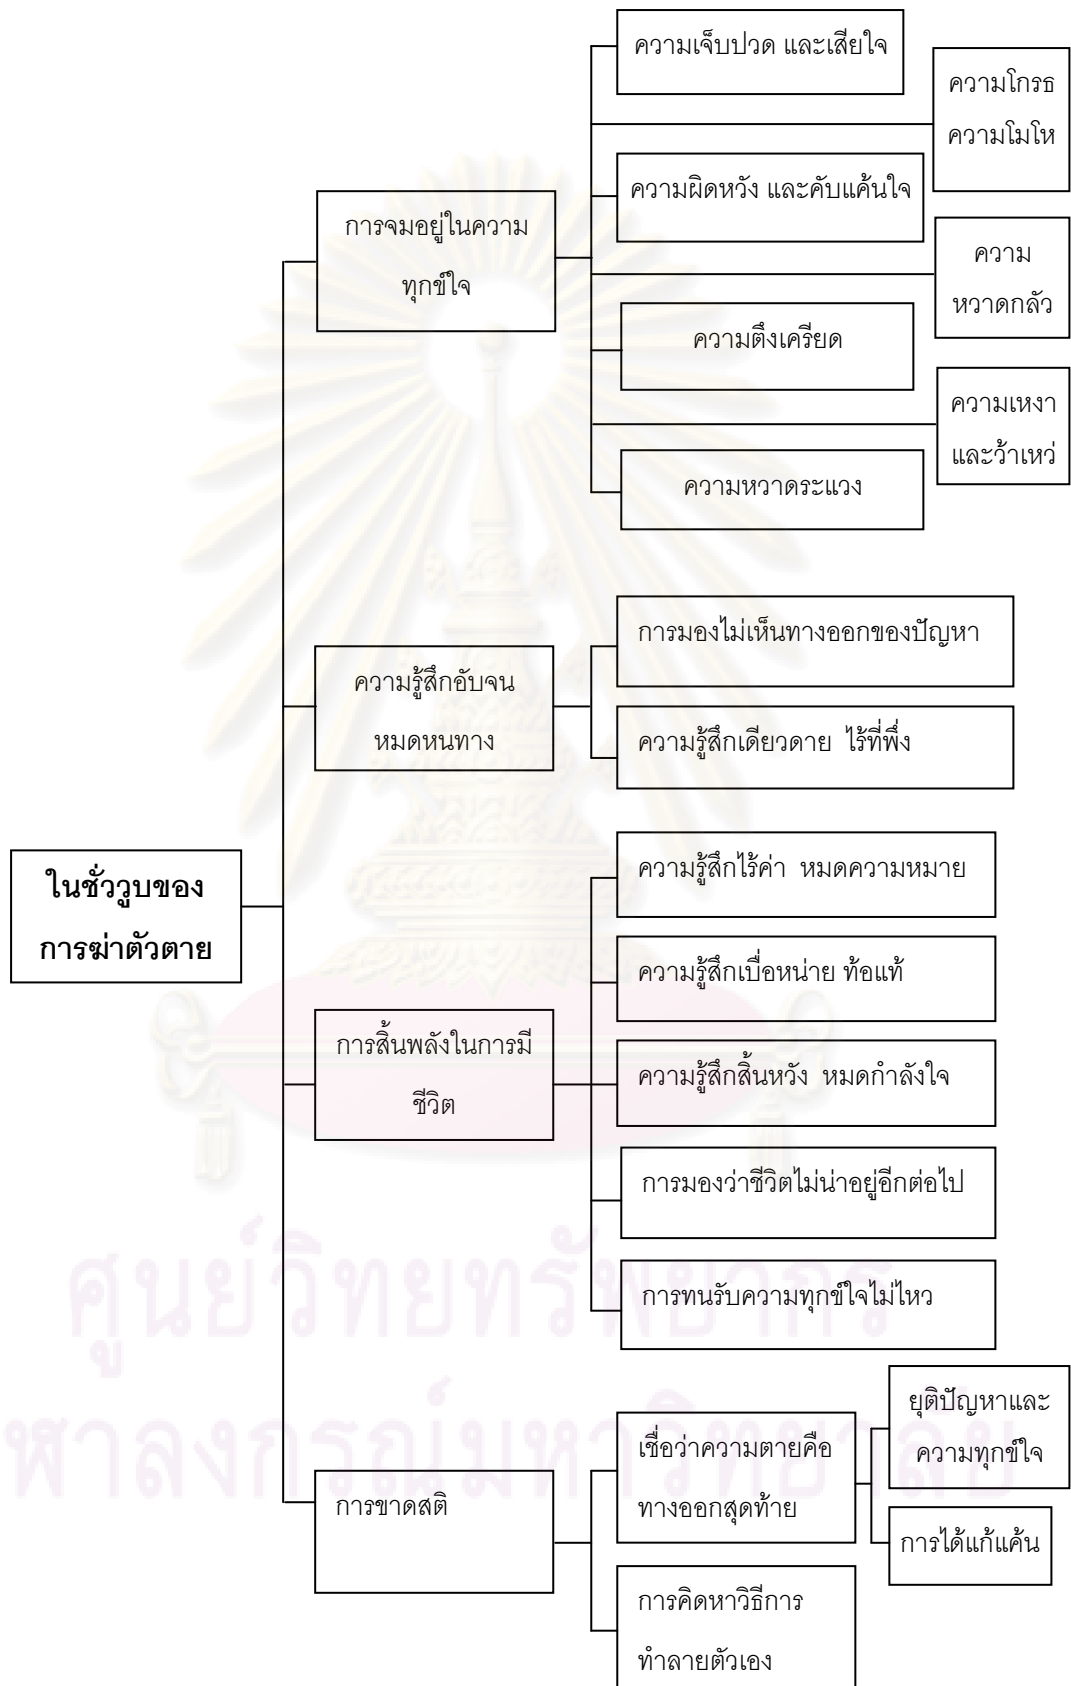 ความเจ็บปวด และเสียใจ
ความโกรธ
ความโมโห
ความผิดหวัง และคับแค้นใจ
การจมอยู่ในความ
ทุกข์ใจ
ความ
หวาดกลัว
ความตึงเครียด
ความเหงา
และว้าเหว่
ความหวาดระแวง
การมองไม่เห็นทางออกของปัญหา
ความรู้สึกอับจน
หมดหนทาง
ความรู้สึกเดียวดาย ไร้ที่พึ่ง
ในชั่ววูบของ
การฆ่าตัวตาย
ความรู้สึกไร้ค่า หมดความหมาย
ความรู้สึกเบื่อหน่าย ท้อแท้
การสิ้นพลังในการมี
ชีวิต
ความรู้สึกสิ้นหวัง หมดกำลังใจ
การมองว่าชีวิตไม่น่าอยู่อีกต่อไป
การทนรับความทุกข์ใจไม่ไหว
ศูนย์วิทยทรัพยากร
ยุติปัญหาและ
ความทุกข์ใจ
เชื่อว่าความตายคือ
ทางออกสุดท้าย
ฬาลงกรณ์มหาวิทยาลัย
การขาดสติ
การได้แก้แค้น
การคิดหาวิธีการ
ทำลายตัวเอง